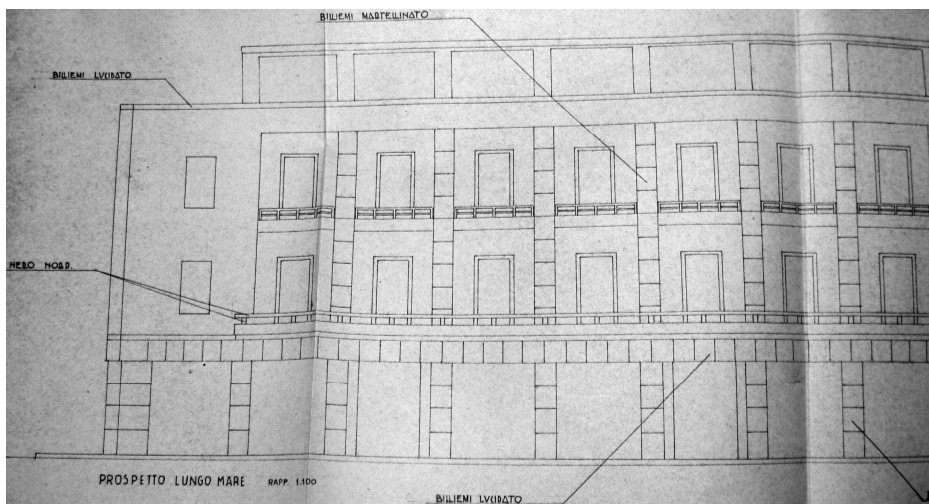 BILLIEMI MARTELLINATO
BILLIEMI LUCIDATO
NERO NORD.
PROSPETTO LUNGO MARE RAPP. 1:100
BILLIEMI LUCIDATO